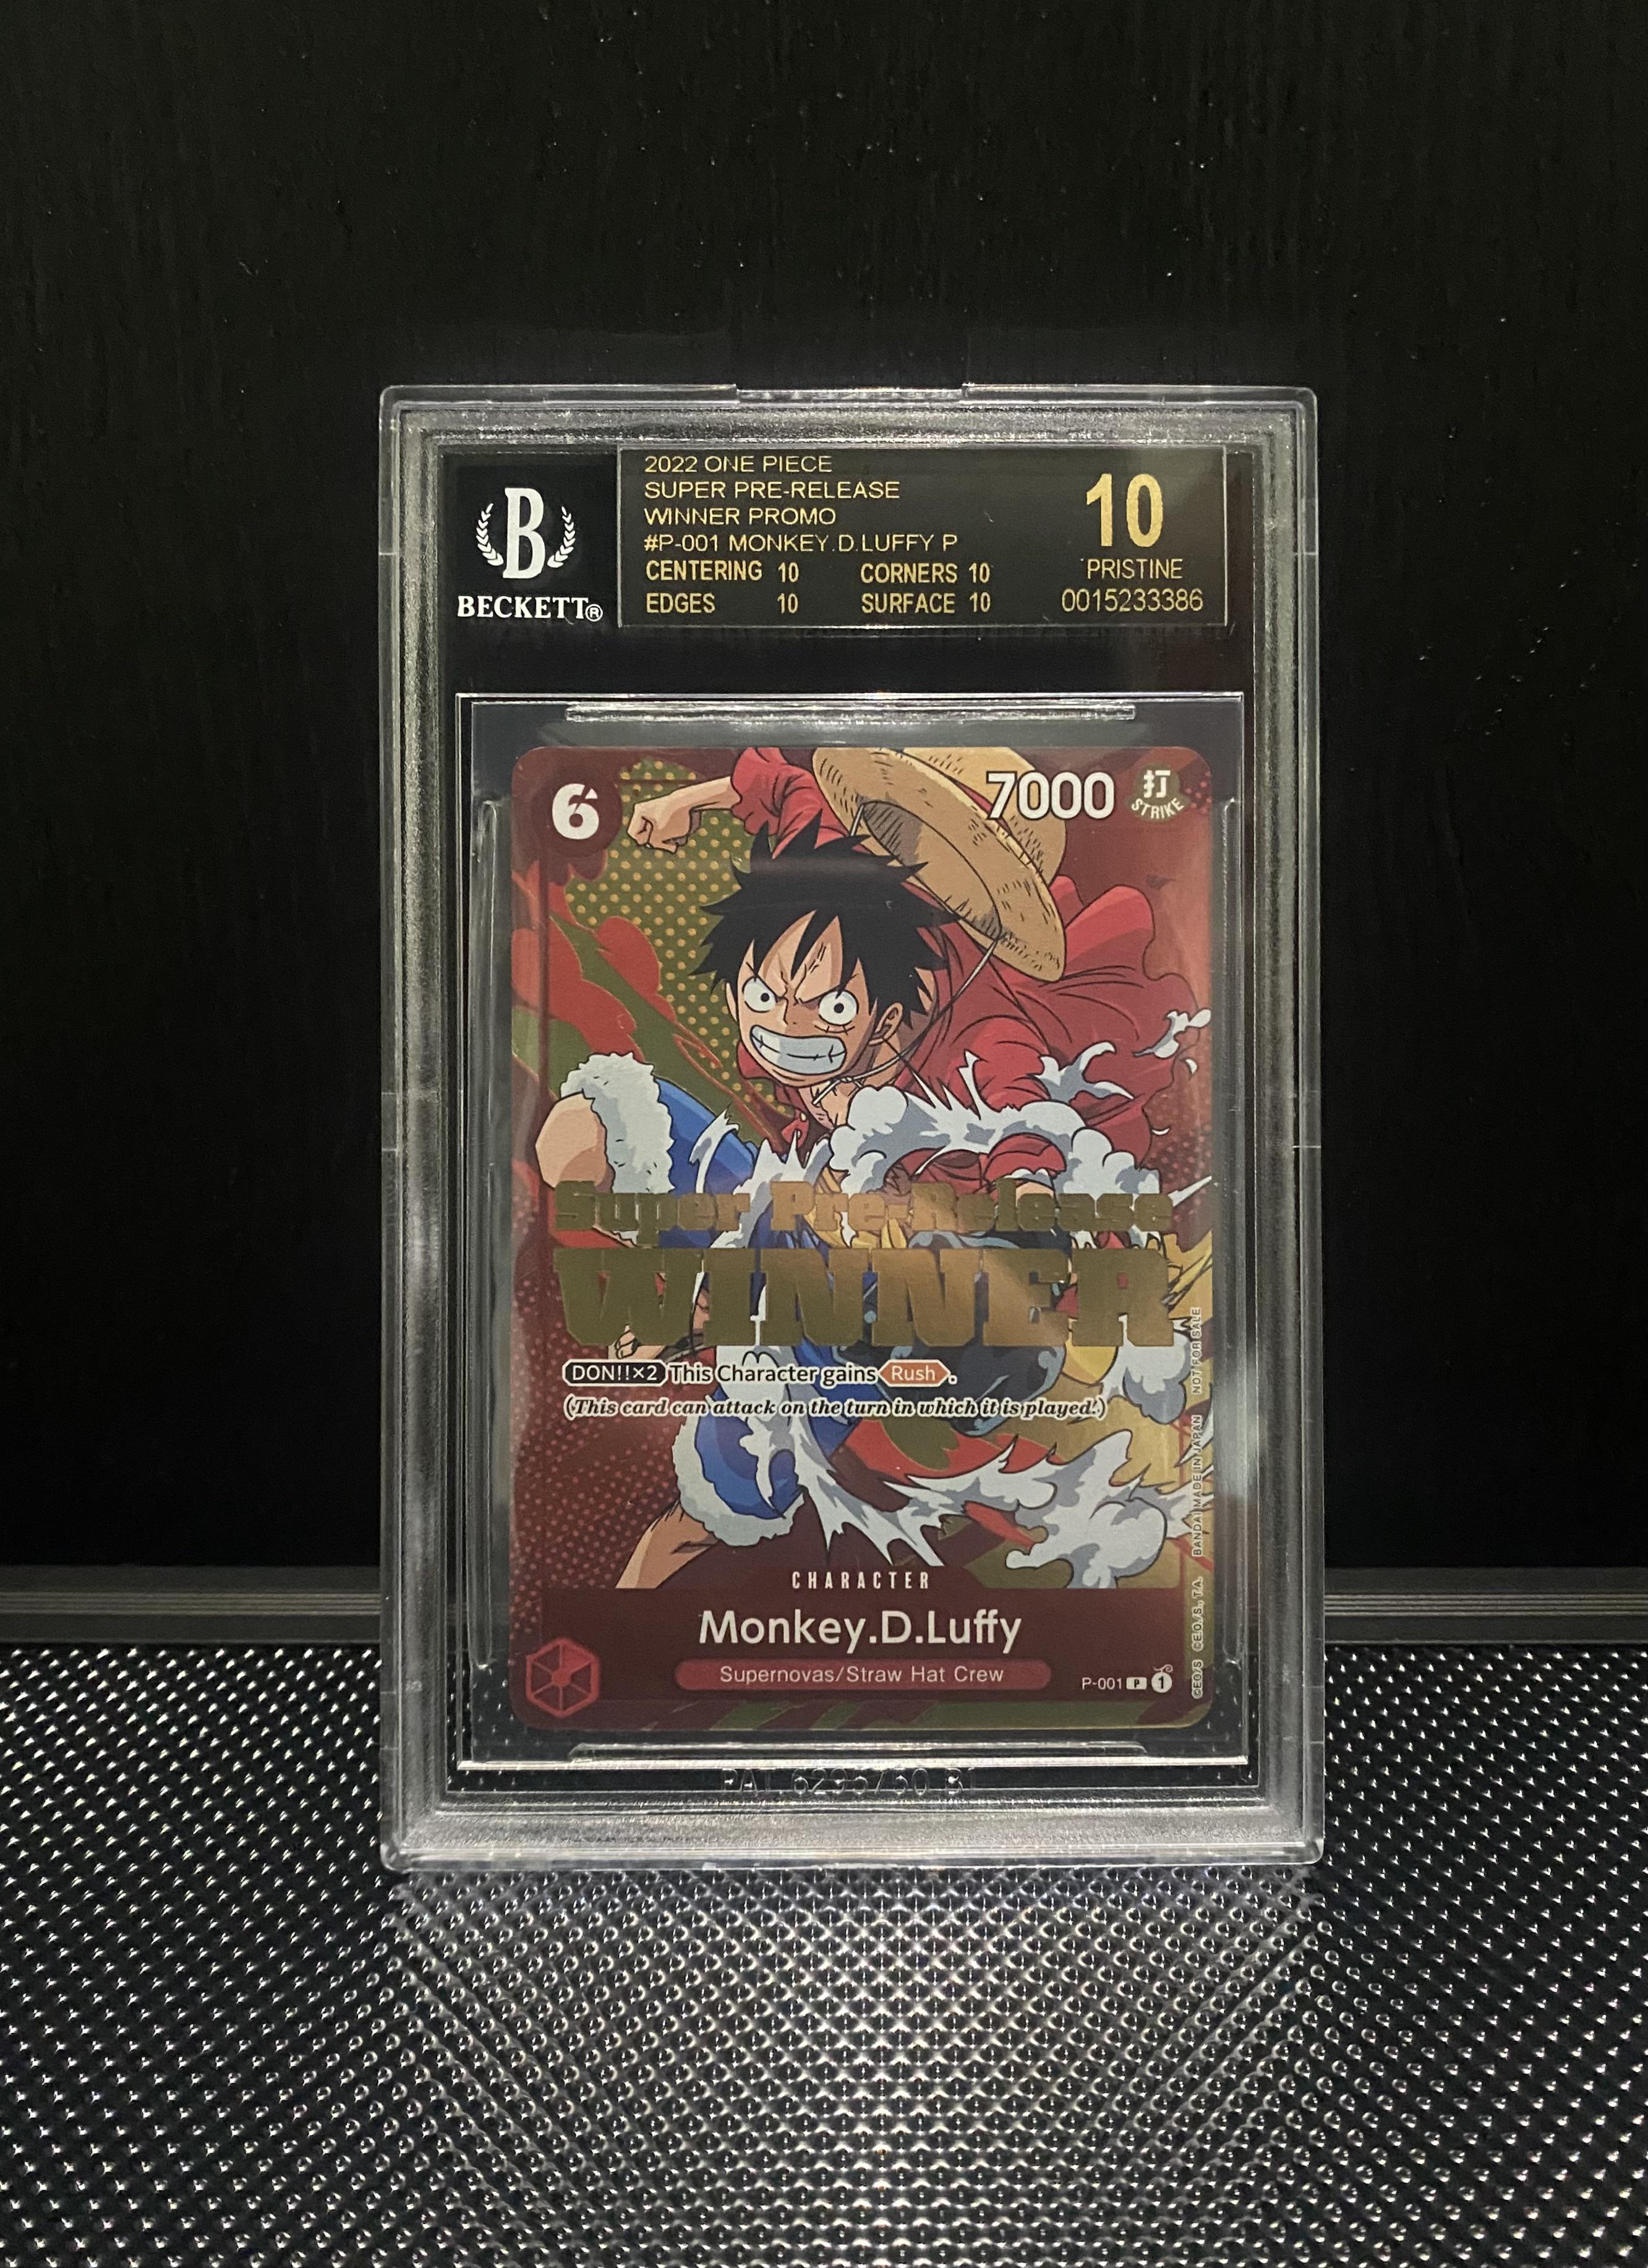 2022 ONE PIECE
SUPER PRE-RELEASE
WINNER PROMO
#P-001 MONKEY.D.LUFFY P
CENTERING 10 CORNERS 10
EDGES 10 SURFACE 10
10
PRISTINE
0015233386
B
BECKETT®
6
7000
打
STRIKE
Super Pre-Release
WINNER
DON!!×2 This Character gains Rush.
(This card can attack on the turn in which it is played.)
CHARACTER
Monkey.D.Luffy
Supernovas/Straw Hat Crew
P-001 P 1
©E.O/S. ©E.O./S., T.A. BANDAI MADE IN JAPAN NOT FOR SALE